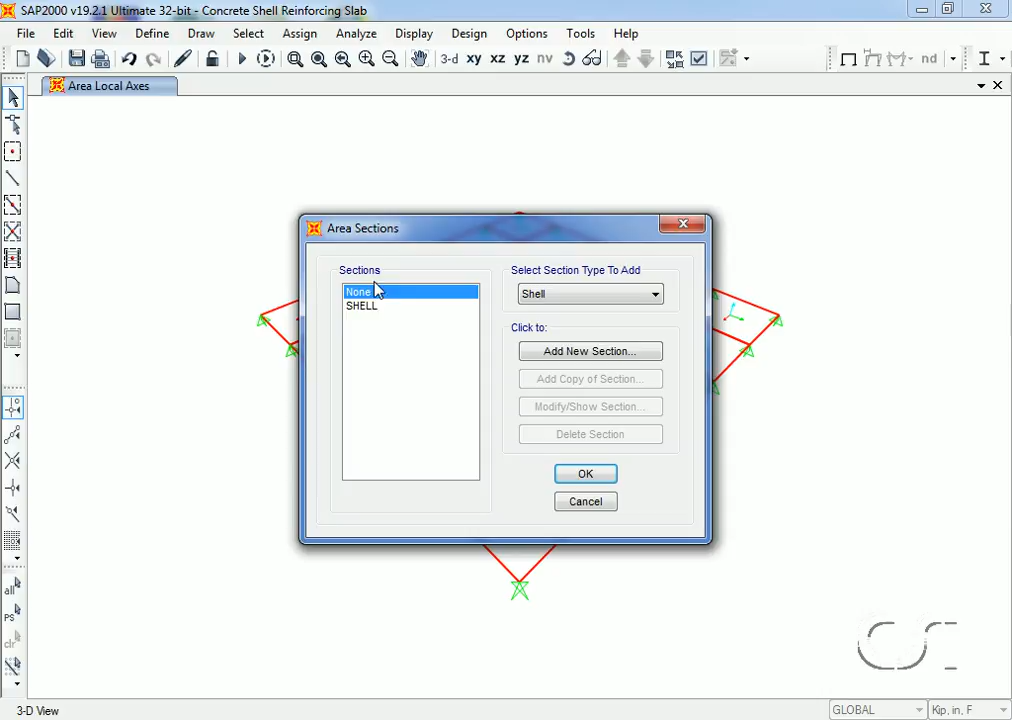 SAP2000 v19.2.1 Ultimate 32-bit - Concrete Shell Reinforcing Slab
File Edit View Define Draw Select Assign Analyze Display Design Options Tools Help
3-d xy xz yz nv nd
Area Local Axes
Area Sections
Sections
None
SHELL
Select Section Type To Add
Shell
Click to:
Add New Section...
Add Copy of Section...
Modify/Show Section...
Delete Section
OK
Cancel
all
PS
clr
CSI
3-D View
GLOBAL
Kip, in, F